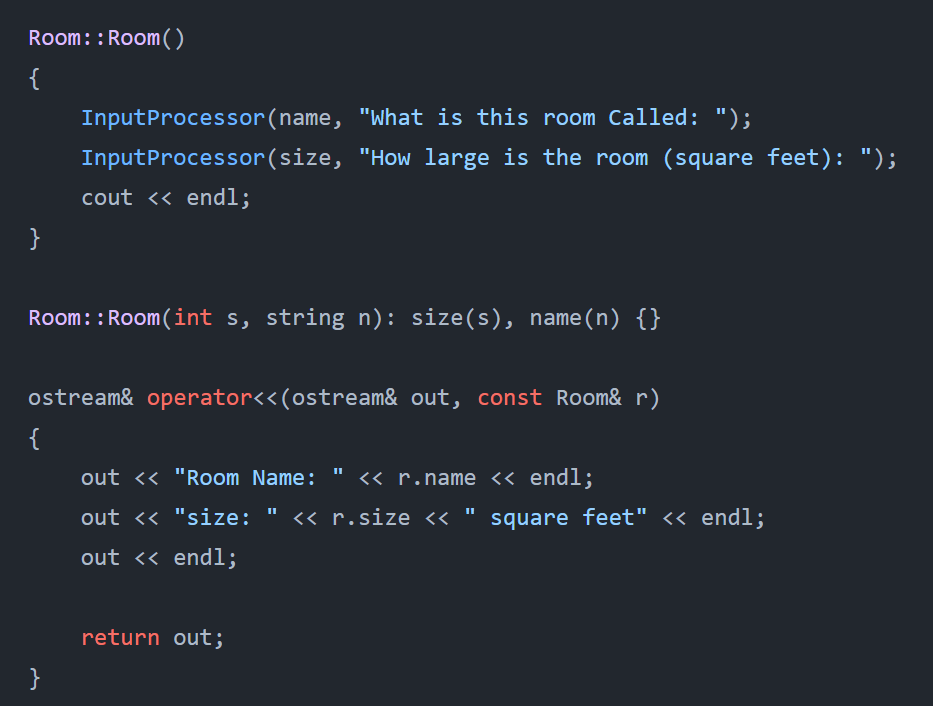 Room::Room()
{
    InputProcessor(name, "What is this room Called: ");
    InputProcessor(size, "How large is the room (square feet): ");
    cout << endl;
}

Room::Room(int s, string n): size(s), name(n) {}

ostream& operator<<(ostream& out, const Room& r)
{
    out << "Room Name: " << r.name << endl;
    out << "size: " << r.size << " square feet" << endl;
    out << endl;

    return out;
}